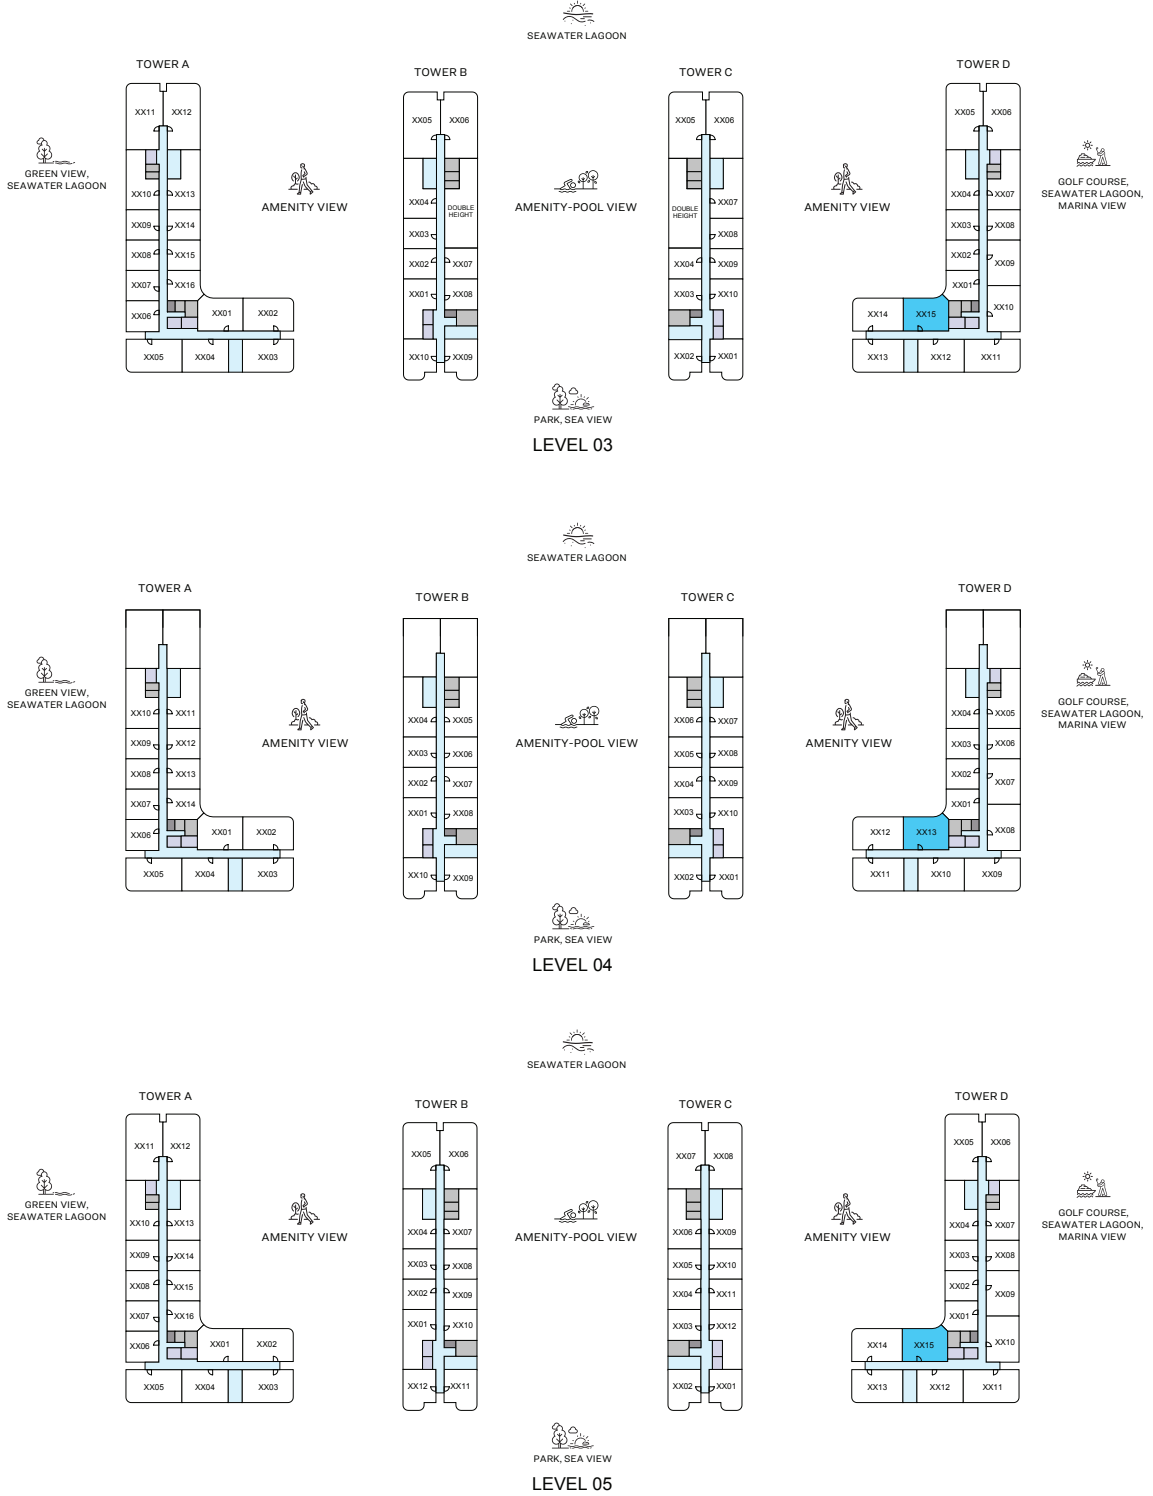 SEAWATER LAGOON
TOWER A
TOWER B
TOWER C
TOWER D
XX11 XX12
XX05 XX06
XX05 XX06
XX05 XX06
GREEN VIEW,
SEAWATER LAGOON
AMENITY VIEW
AMENITY-POOL VIEW
AMENITY VIEW
GOLF COURSE,
SEAWATER LAGOON,
MARINA VIEW
XX10 XX13
XX04 DOUBLE
HEIGHT
DOUBLE
HEIGHT XX07
XX04 XX07
XX09 XX14
XX03
XX08
XX03 XX08
XX08 XX15
XX02 XX07
XX04 XX09
XX02 XX09
XX07 XX16
XX01 XX08
XX03 XX10
XX01 XX10
XX06 XX01 XX02
XX14 XX15
XX05 XX04 XX03
XX10 XX09
XX02 XX01
XX13 XX12 XX11
PARK, SEA VIEW
LEVEL 03
SEAWATER LAGOON
TOWER A
TOWER B
TOWER C
TOWER D
GREEN VIEW,
SEAWATER LAGOON
AMENITY VIEW
AMENITY-POOL VIEW
AMENITY VIEW
GOLF COURSE,
SEAWATER LAGOON,
MARINA VIEW
XX10 XX11
XX04 XX05
XX06 XX07
XX04 XX05
XX09 XX12
XX03 XX06
XX05 XX08
XX03 XX06
XX08 XX13
XX02 XX07
XX04 XX09
XX02 XX07
XX07 XX14
XX01 XX08
XX03 XX10
XX01 XX08
XX06 XX01 XX02
XX12 XX13
XX05 XX04 XX03
XX10 XX09
XX02 XX01
XX11 XX10 XX09
PARK, SEA VIEW
LEVEL 04
SEAWATER LAGOON
TOWER A
TOWER B
TOWER C
TOWER D
XX11 XX12
XX05 XX06
XX07 XX08
XX05 XX06
GREEN VIEW,
SEAWATER LAGOON
AMENITY VIEW
AMENITY-POOL VIEW
AMENITY VIEW
GOLF COURSE,
SEAWATER LAGOON,
MARINA VIEW
XX10 XX13
XX04 XX07
XX06 XX09
XX04 XX07
XX09 XX14
XX03 XX08
XX05 XX10
XX03 XX08
XX08 XX15
XX02 XX09
XX04 XX11
XX02 XX09
XX07 XX16
XX01 XX10
XX03 XX12
XX01 XX10
XX06 XX01 XX02
XX14 XX15
XX05 XX04 XX03
XX12 XX11
XX02 XX01
XX13 XX12 XX11
PARK, SEA VIEW
LEVEL 05